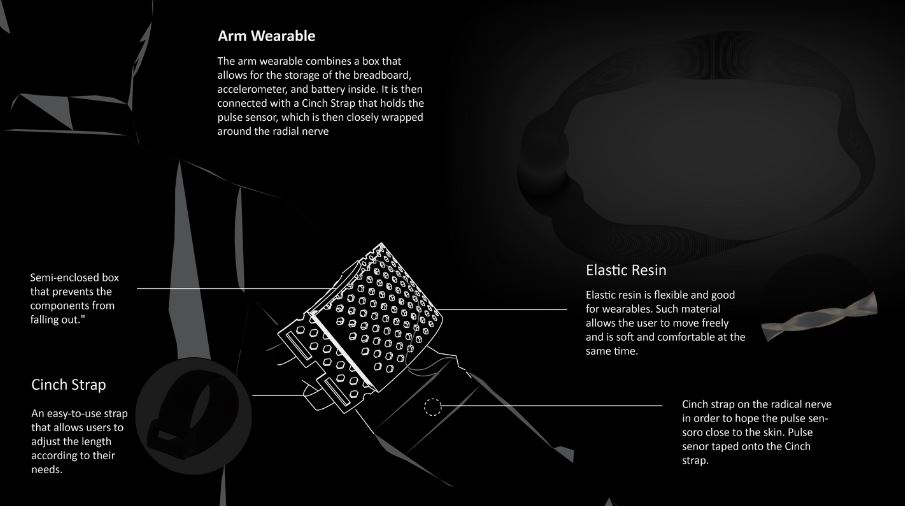 Arm Wearable
The arm wearable combines a box that
allows for the storage of the breadboard,
accelerometer, and battery inside. It is then
connected with a Cinch Strap that holds the
pulse sensor, which is then closely wrapped
around the radial nerve
Semi-enclosed box
that prevents the
components from
falling out."
Elastic Resin
Elastic resin is flexible and good
for wearables. Such material
allows the user to move freely
and is soft and comfortable at the
same time.
Cinch Strap
An easy-to-use strap
that allows users to
adjust the length
according to their
needs.
Cinch strap on the radical nerve
in order to hope the pulse sen-
soro close to the skin. Pulse
senor taped onto the Cinch
strap.